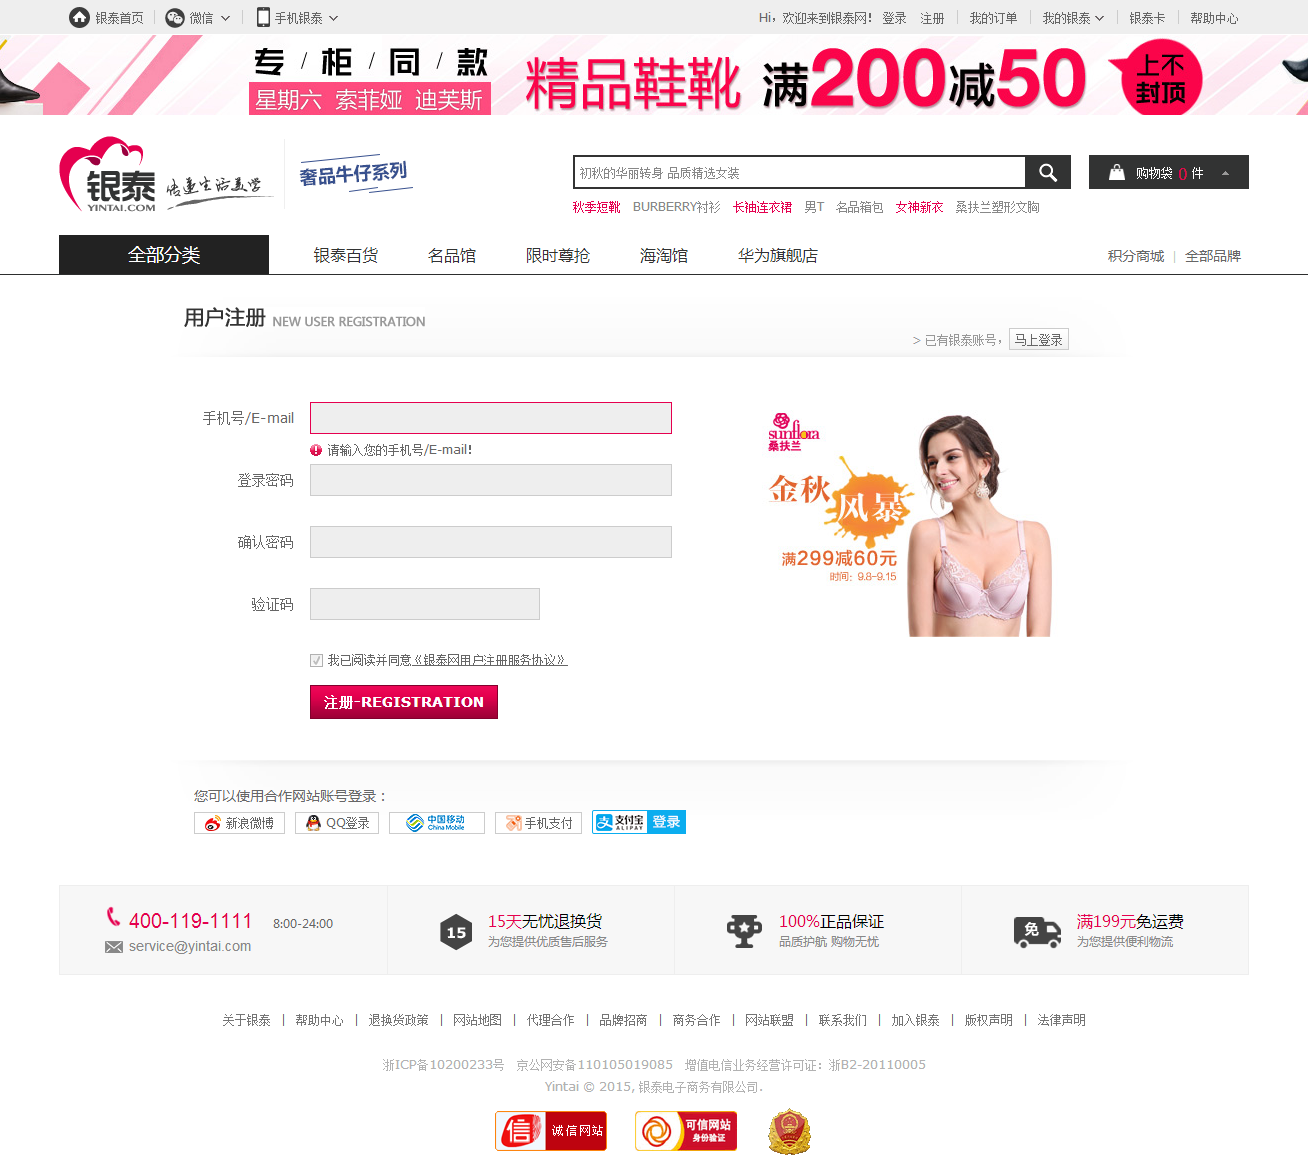 银泰首页 微信 手机银泰 Hi，欢迎来到银泰网! 登录 注册 我的订单 我的银泰 银泰卡 帮助中心
专/柜/同/款
星期六 索菲娅 迪芙斯
精品鞋靴 满200减50
上不
封顶
银泰
YINTAI.COM
传递生活美学
奢品牛仔系列
初秋的华丽转身 品质精选女装
购物袋 0 件
秋季短靴 BURBERRY衬衫 长袖连衣裙 男T 名品箱包 女神新衣 桑扶兰塑形文胸
全部分类 银泰百货 名品馆 限时尊抢 海淘馆 华为旗舰店 积分商城 | 全部品牌
用户注册 NEW USER REGISTRATION
> 已有银泰账号， 马上登录
手机号/E-mail
请输入您的手机号/E-mail!
登录密码
确认密码
验证码
我已阅读并同意《银泰网用户注册服务协议》
注册-REGISTRATION
sunflora
桑扶兰
金秋
风暴
满299减60元
时间：9.8~9.15
您可以使用合作网站账号登录：
新浪微博 QQ登录 中国移动 China Mobile 手机支付 支付宝 ALIPAY 登录
400-119-1111 8:00-24:00
service@yintai.com
15 15天无忧退换货
为您提供优质售后服务
100%正品保证
品质护航 购物无忧
免 满199元免运费
为您提供便利物流
关于银泰 | 帮助中心 | 退换货政策 | 网站地图 | 代理合作 | 品牌招商 | 商务合作 | 网站联盟 | 联系我们 | 加入银泰 | 版权声明 | 法律声明
浙ICP备10200233号 京公网安备110105019085 增值电信业务经营许可证：浙B2-20110005
Yintai © 2015, 银泰电子商务有限公司.
信 诚信网站
可信网站
身份验证